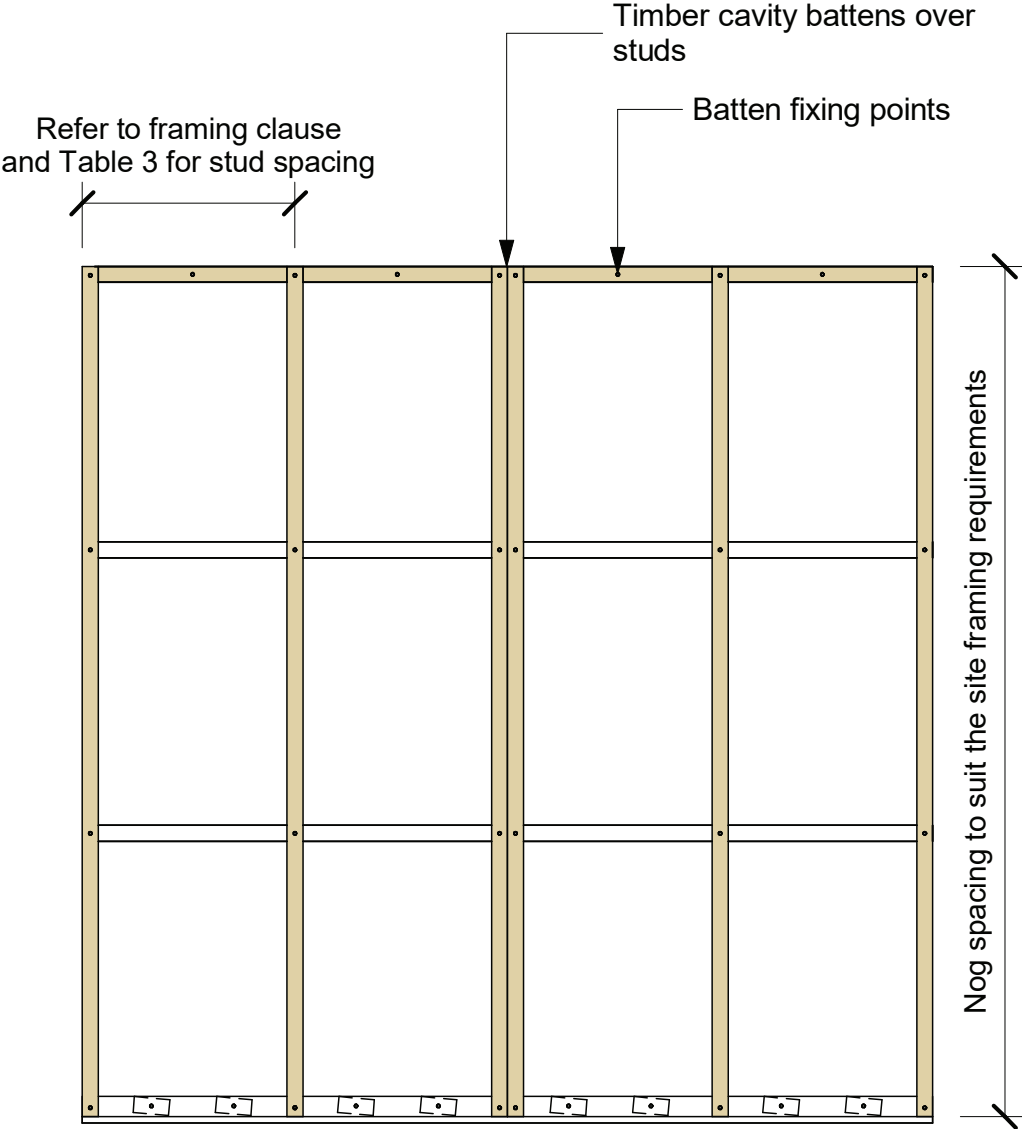 Timber cavity battens over
studs
Batten fixing points
Refer to framing clause
and Table 3 for stud spacing
Nog spacing to suit the site framing requirements